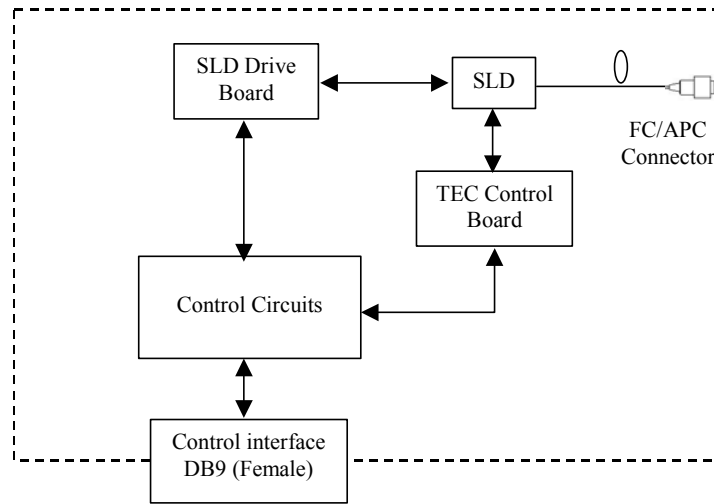 SLD Drive
Board
SLD
FC/APC
Connector
TEC Control
Board
Control Circuits
Control interface
DB9 (Female)